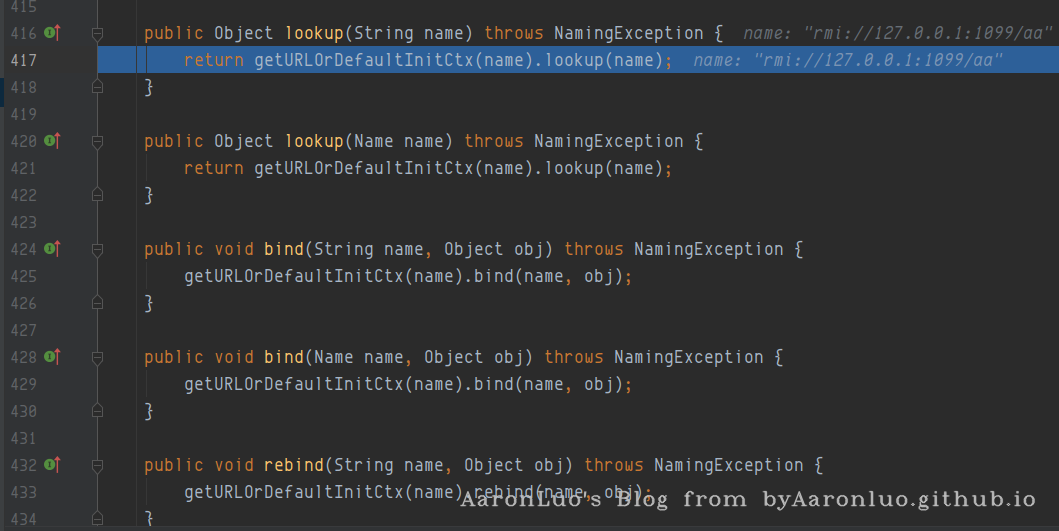 415
416 public Object lookup(String name) throws NamingException { name: "rmi://127.0.0.1:1099/aa"
417 return getURLOrDefaultInitCtx(name).lookup(name); name: "rmi://127.0.0.1:1099/aa"
418 }
419
420 public Object lookup(Name name) throws NamingException {
421 return getURLOrDefaultInitCtx(name).lookup(name);
422 }
423
424 public void bind(String name, Object obj) throws NamingException {
425 getURLOrDefaultInitCtx(name).bind(name, obj);
426 }
427
428 public void bind(Name name, Object obj) throws NamingException {
429 getURLOrDefaultInitCtx(name).bind(name, obj);
430 }
431
432 public void rebind(String name, Object obj) throws NamingException {
433 getURLOrDefaultInitCtx(name).rebind(name, obj);
AaronLuo's Blog from byAaronluo.github.io
434 }